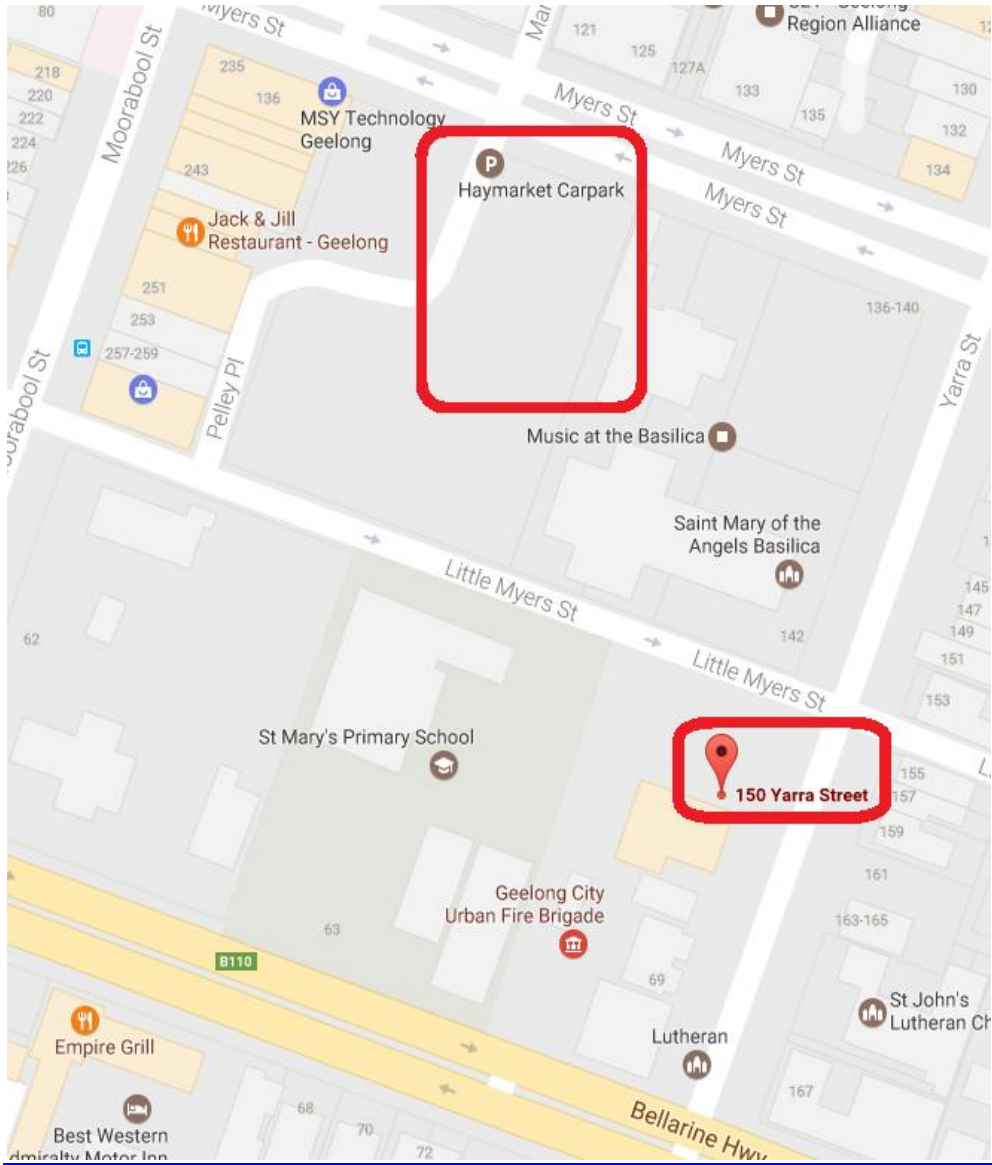 80
Myers St
121
Region Alliance
125
127A
218
220
222
224
226
235
136
MSY Technology
Geelong
Moorabool St
Myers St
133
135
130
132
134
Myers St
Haymarket Carpark
Myers St
243
Jack & Jill
Restaurant - Geelong
251
253
257-259
136-140
Yarra St
Pelley Pl
Music at the Basilica
Saint Mary of the
Angels Basilica
Little Myers St
142
145
147
149
151
153
62
Little Myers St
St Mary's Primary School
150 Yarra Street
155
157
159
161
163-165
Geelong City
Urban Fire Brigade
63
B110
69
St John's
Lutheran Ch
Lutheran
Empire Grill
167
Bellarine Hwy
68
70
72
Best Western